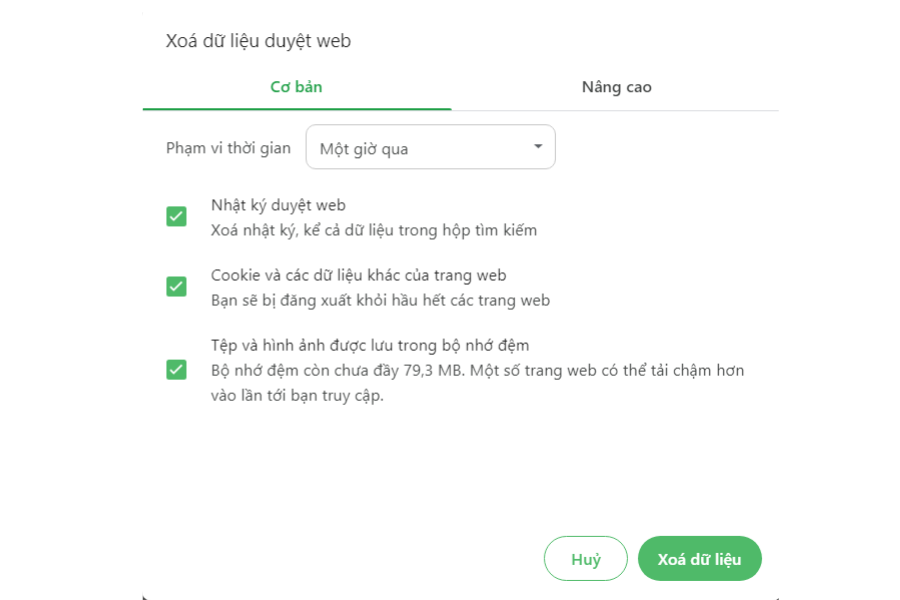 Xoá dữ liệu duyệt web
Cơ bản
Nâng cao
Phạm vi thời gian
Một giờ qua
Nhật ký duyệt web
Xoá nhật ký, kể cả dữ liệu trong hộp tìm kiếm
Cookie và các dữ liệu khác của trang web
Bạn sẽ bị đăng xuất khỏi hầu hết các trang web
Tệp và hình ảnh được lưu trong bộ nhớ đệm
Bộ nhớ đệm còn chưa đầy 79,3 MB. Một số trang web có thể tải chậm hơn
vào lần tới bạn truy cập.
Huỷ
Xoá dữ liệu